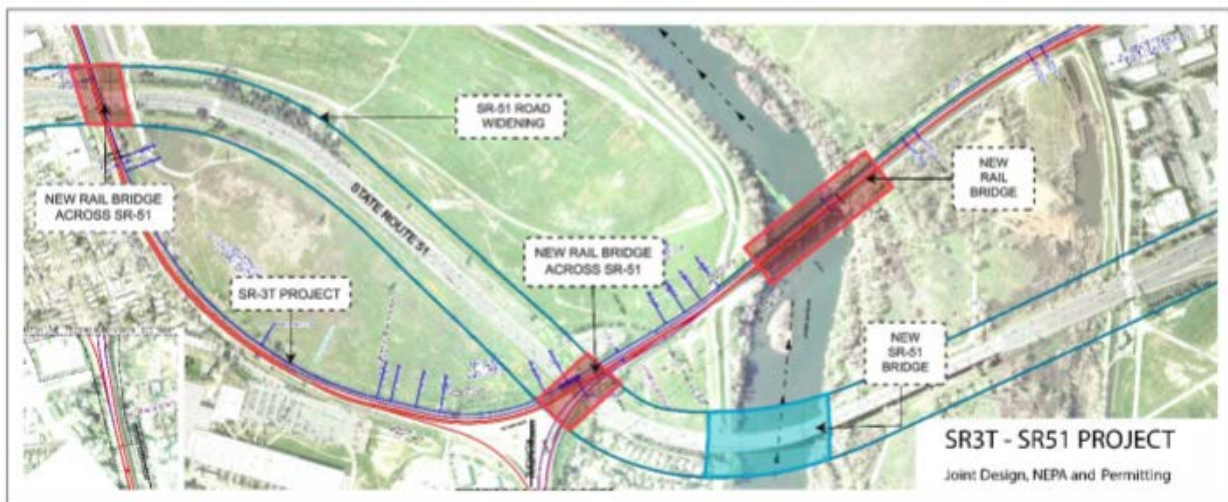 SR-51 ROAD
WIDENING
NEW RAIL BRIDGE
ACROSS SR-51
STATE ROUTE 51
NEW
RAIL
BRIDGE
NEW RAIL BRIDGE
ACROSS SR-51
SR-3T PROJECT
NEW
SR-51
BRIDGE
SR3T - SR51 PROJECT
Joint Design, NEPA and Permitting